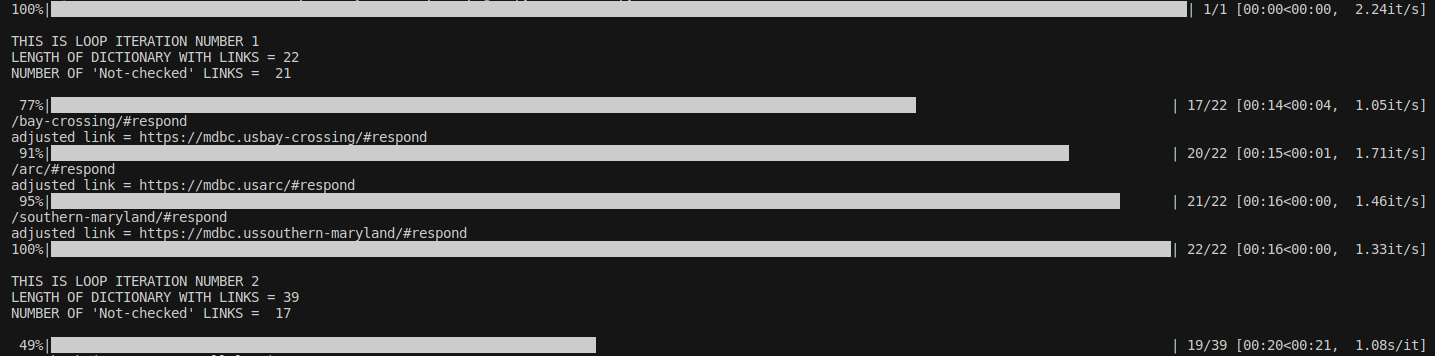 100%| 1/1 [00:00<00:00, 2.24it/s]
THIS IS LOOP ITERATION NUMBER 1
LENGTH OF DICTIONARY WITH LINKS = 22
NUMBER OF 'Not-checked' LINKS =  21
77%| | 17/22 [00:14<00:04, 1.05it/s]
/bay-crossing/#respond
adjusted link = https://mdbc.usbay-crossing/#respond
91%| | 20/22 [00:15<00:01, 1.71it/s]
/arc/#respond
adjusted link = https://mdbc.usarc/#respond
95%| | 21/22 [00:16<00:00, 1.46it/s]
/southern-maryland/#respond
adjusted link = https://mdbc.ussouthern-maryland/#respond
100%| | 22/22 [00:16<00:00, 1.33it/s]
THIS IS LOOP ITERATION NUMBER 2
LENGTH OF DICTIONARY WITH LINKS = 39
NUMBER OF 'Not-checked' LINKS =  17
49%| | 19/39 [00:20<00:21, 1.08s/it]